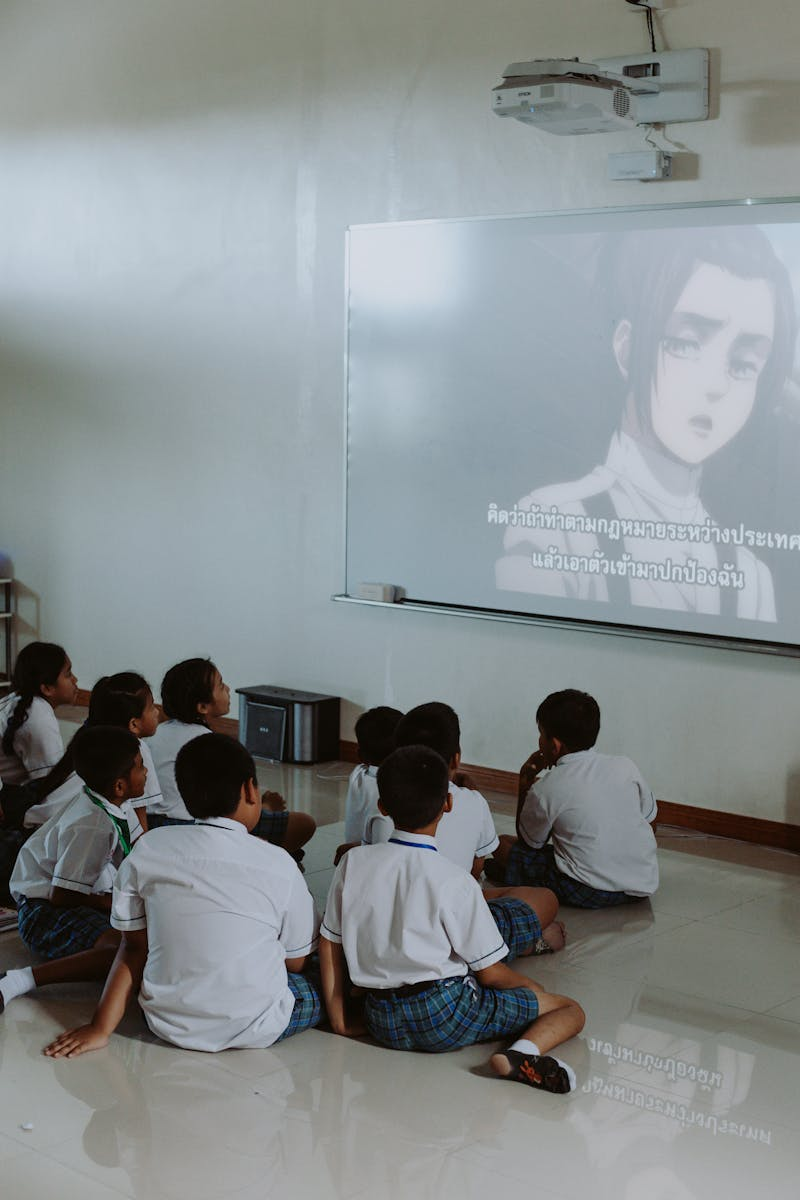 EPSON
คิดว่าถ้าทำตามกฎหมายระหว่างประเทศ
แล้วเอาตัวเข้ามาปกป้องฉัน